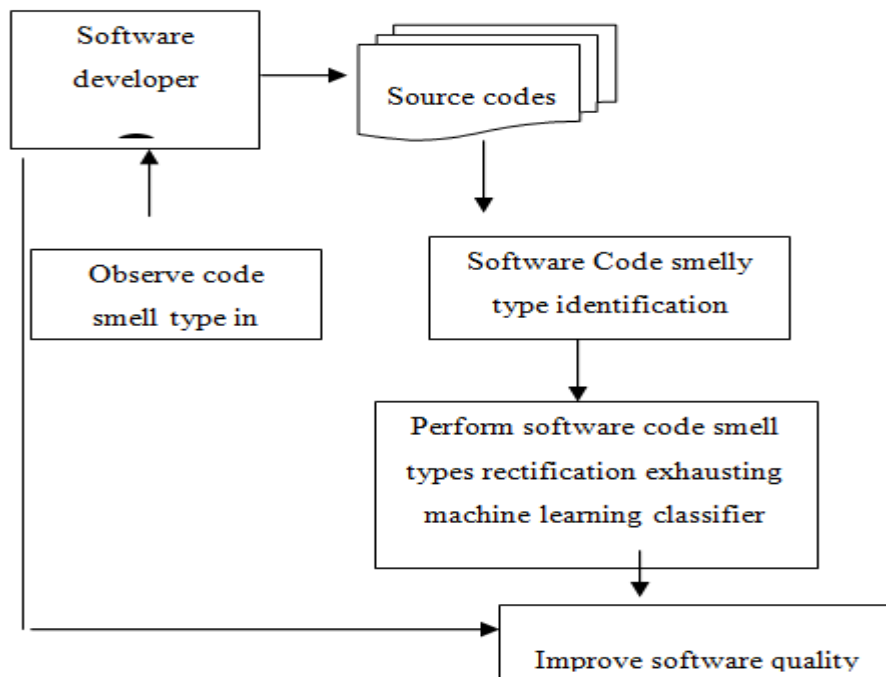 Software
developer
Source codes
Observe code
smell type in
Software Code smelly
type identification
Perform software code smell
types rectification exhausting
machine learning classifier
Improve software quality